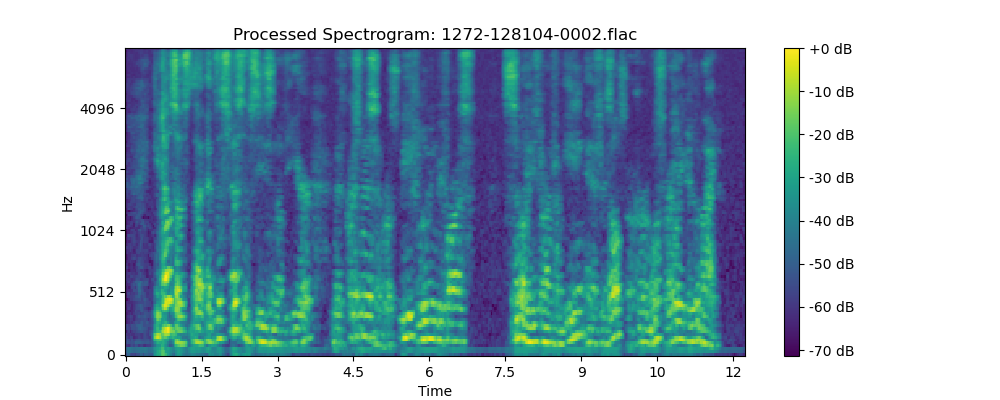 Processed Spectrogram: 1272-128104-0002.flac
Hz
4096
2048
1024
512
0
0 1.5 3 4.5 6 7.5 9 10 12
Time
+0 dB
-10 dB
-20 dB
-30 dB
-40 dB
-50 dB
-60 dB
-70 dB